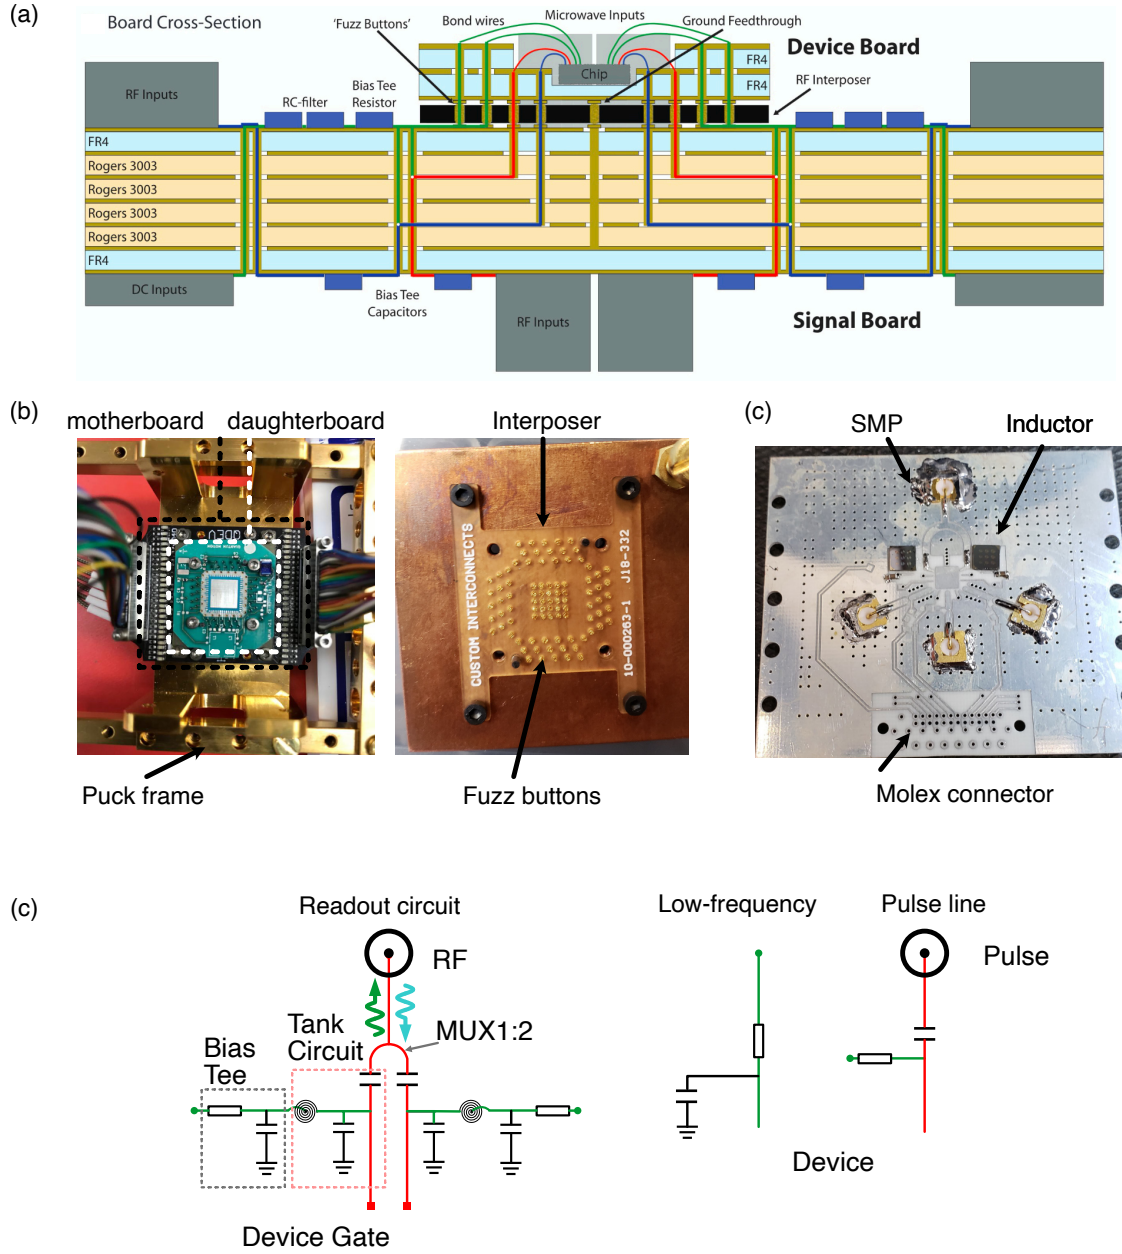 (a)
Board Cross-Section
'Fuzz Buttons'
Bond wires
Microwave Inputs
Ground Feedthrough
Device Board
FR4
FR4
Chip
RF Interposer
RF Inputs
RC-filter
Bias Tee
Resistor
FR4
Rogers 3003
Rogers 3003
Rogers 3003
Rogers 3003
FR4
DC Inputs
Bias Tee
Capacitors
RF Inputs
Signal Board
(b)
motherboard
daughterboard
Interposer
CUSTOM INTERCONNECTS
10-000263-1 J18-332
Puck frame
Fuzz buttons
(c)
SMP
Inductor
Molex connector
(c)
Readout circuit
RF
MUX1:2
Tank
Circuit
Bias
Tee
Device Gate
Low-frequency
Pulse line
Pulse
Device